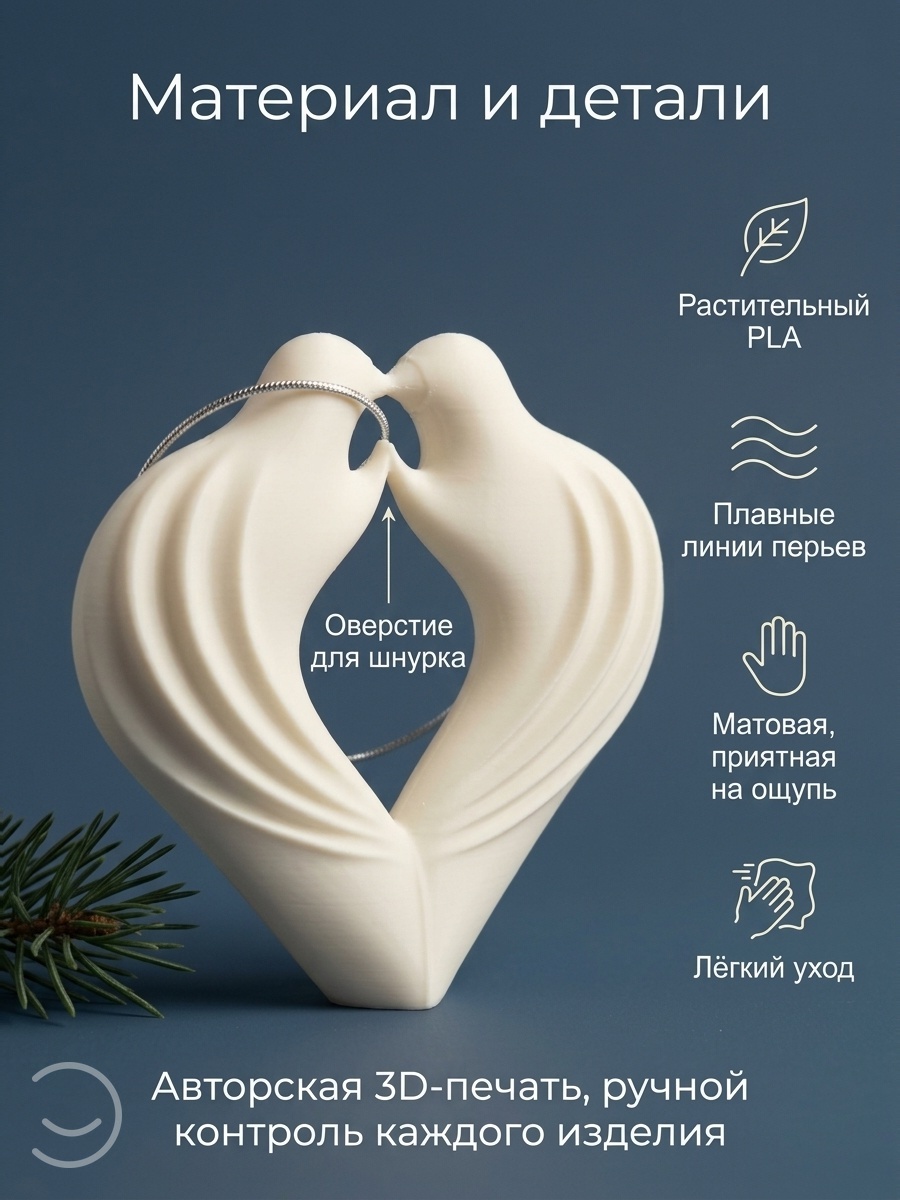 Материал и детали
Растительный
PLA
Плавные
линии перьев
Оверстие
для шнурка
Матовая,
приятная
на ощупь
Лёгкий уход
Авторская 3D-печать, ручной
контроль каждого изделия